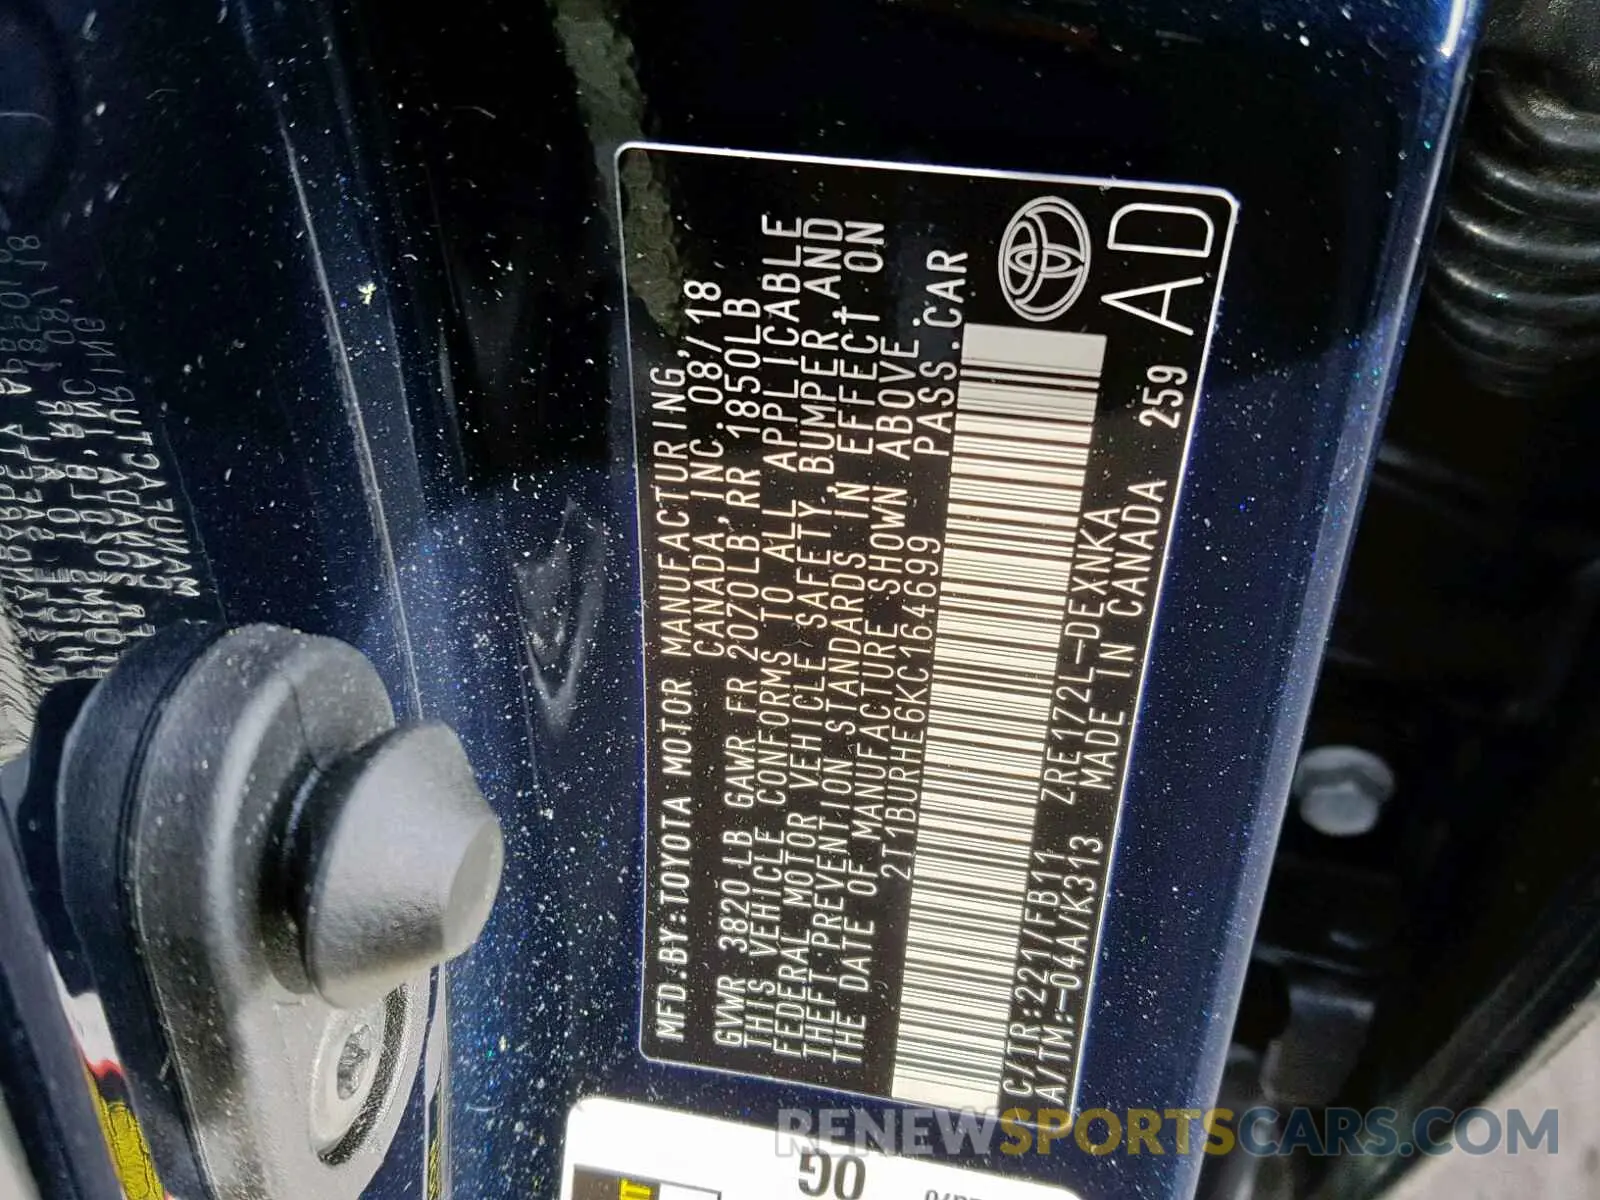 MFD.BY:TOYOTA MOTOR MANUFACTURING,
CANADA, INC. 08/18
GVWR 3820 LB GAWR FR 2070LB, RR 1850LB
THIS VEHICLE CONFORMS TO ALL APPLICABLE
FEDERAL MOTOR VEHICLE SAFETY, BUMPER, AND
THEFT PREVENTION STANDARDS IN EFFECT ON
THE DATE OF MANUFACTURE SHOWN ABOVE.
2T1BURHE6KC164699 PASS.CAR
C/TR:221/FB11 ZRE172L-DEXNKA
A/TM:-04A/K313 MADE IN CANADA 259
AD
OG
RENEWSPORTSCARS.COM